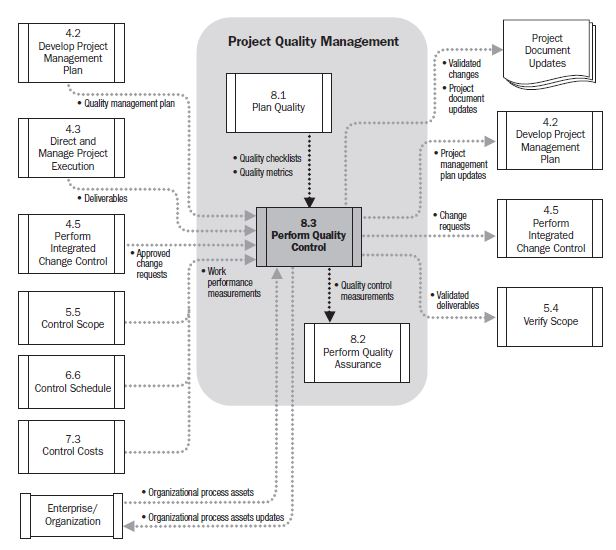 Project Quality Management
4.2
Develop Project
Management
Plan
• Quality management plan
4.3
Direct and
Manage Project
Execution
• Deliverables
4.5
Perform
Integrated
Change Control
• Approved
change
requests
5.5
Control Scope
6.6
Control Schedule
7.3
Control Costs
• Work
performance
measurements
Enterprise/
Organization
• Organizational process assets
• Organizational process assets updates
8.1
Plan Quality
• Quality checklists
• Quality metrics
8.3
Perform Quality
Control
• Quality control
measurements
8.2
Perform Quality
Assurance
• Validated
changes
• Project
document
updates
Project
Document
Updates
• Project
management
plan updates
4.2
Develop Project
Management
Plan
• Change
requests
4.5
Perform
Integrated
Change Control
• Validated
deliverables
5.4
Verify Scope